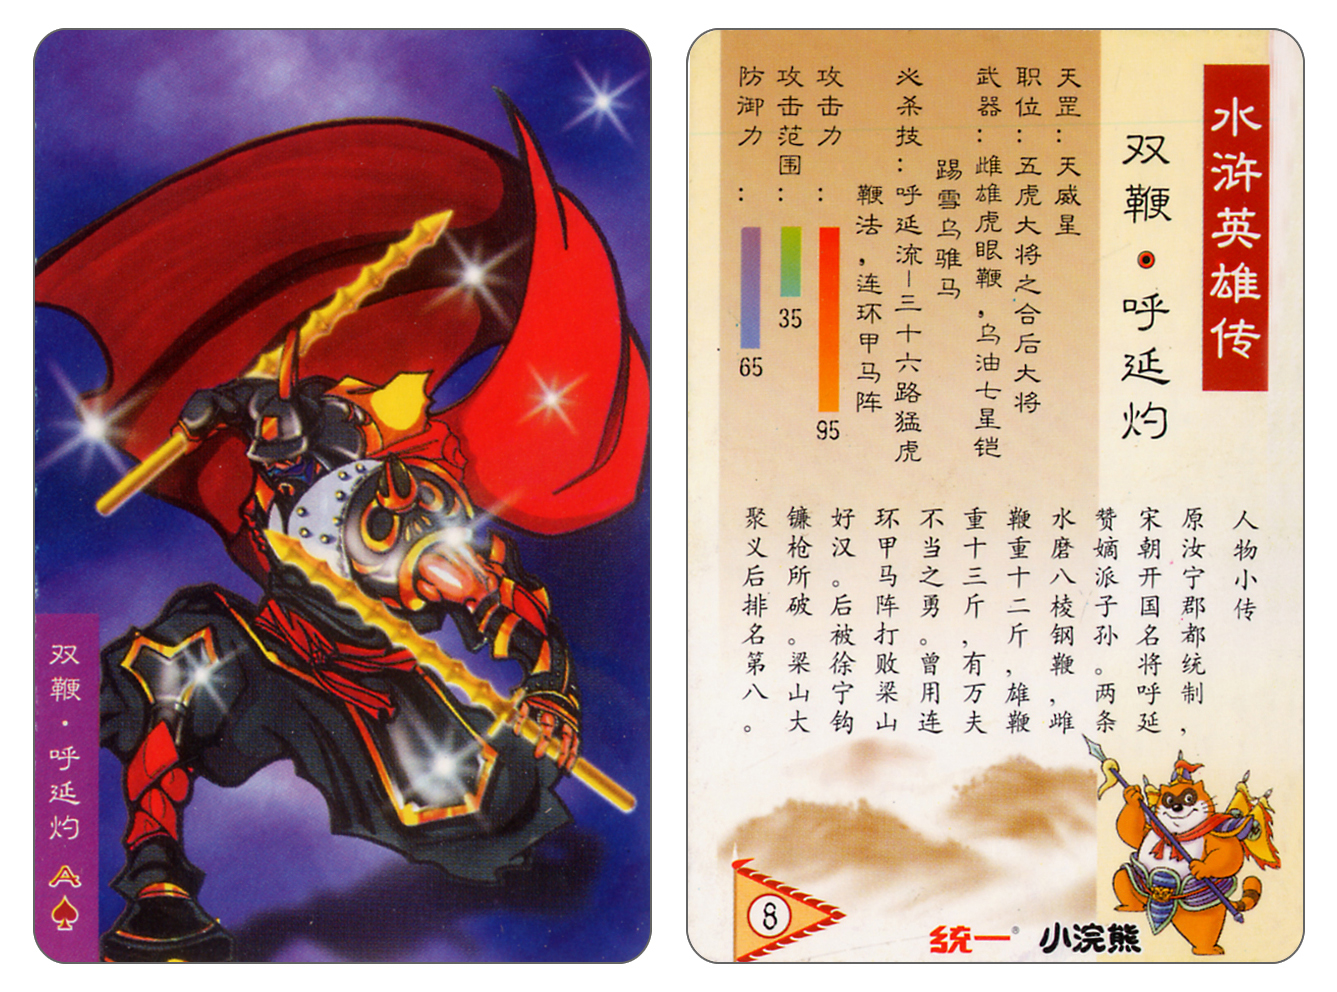 双鞭·呼延灼
A
水浒英雄传
双鞭·呼延灼
天罡：天威星
职位：五虎大将之合后大将
武器：雌雄虎眼鞭，乌油七星铠
踢雪乌骓马
必杀技：呼延流—三十六路猛虎
鞭法，连环甲马阵
攻击力：
95
攻击范围：
35
防御力：
65
人物小传
原汝宁郡都统制，
宋朝开国名将呼延
赞嫡派子孙。两条
水磨八棱钢鞭，雌
鞭重十二斤，雄鞭
重十三斤，有万夫
不当之勇。曾用连
环甲马阵打败梁山
好汉。后被徐宁钩
镰枪所破。梁山大
聚义后排名第八。
8
统一®
小浣熊